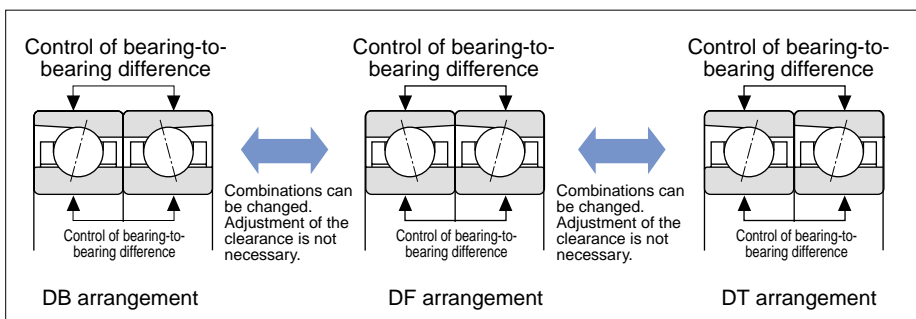 Control of bearing-to-
bearing difference
Control of bearing-to-
bearing difference
DB arrangement
Combinations can
be changed.
Adjustment of the
clearance is not
necessary.
Control of bearing-to-
bearing difference
Control of bearing-to-
bearing difference
DF arrangement
Combinations can
be changed.
Adjustment of the
clearance is not
necessary.
Control of bearing-to-
bearing difference
Control of bearing-to-
bearing difference
DT arrangement